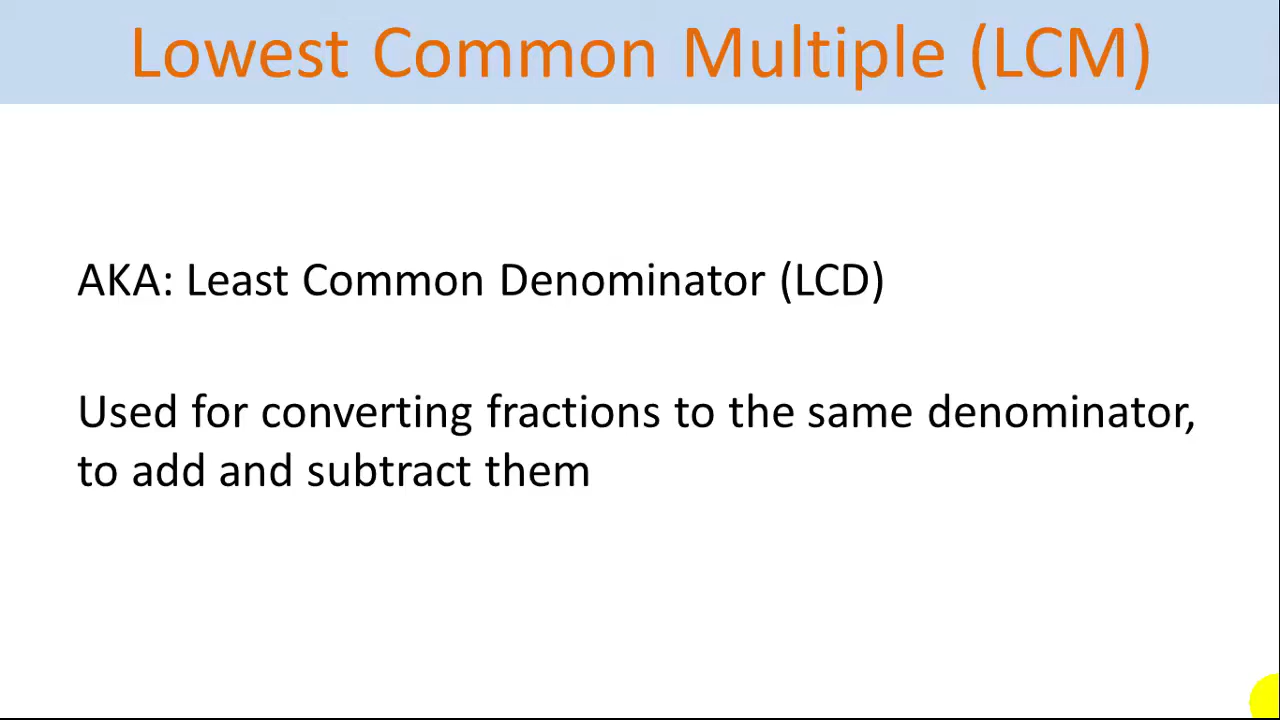 Lowest Common Multiple (LCM)
AKA: Least Common Denominator (LCD)
Used for converting fractions to the same denominator,
to add and subtract them